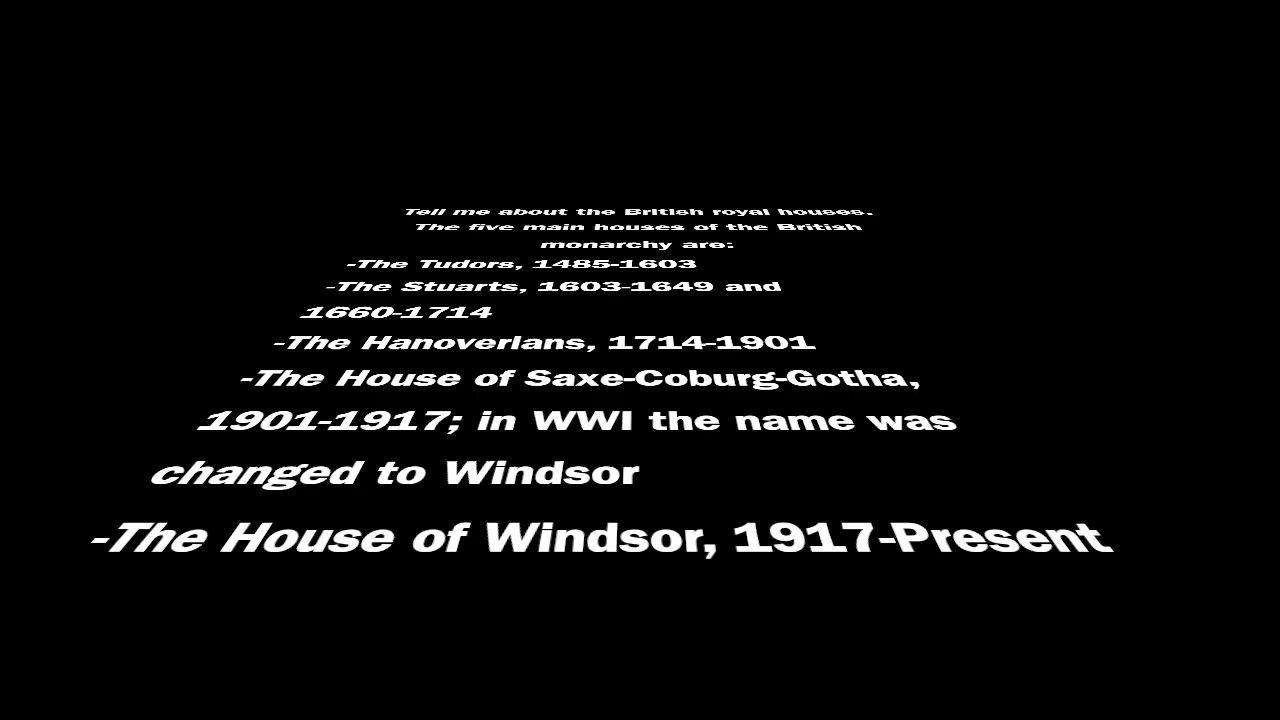 Tell me about the British royal houses.
The five main houses of the British
monarchy are:
-The Tudors, 1485-1603
-The Stuarts, 1603-1649 and
1660-1714
-The Hanoverians, 1714-1901
-The House of Saxe-Coburg-Gotha,
1901-1917; in WWI the name was
changed to Windsor
-The House of Windsor, 1917-Present